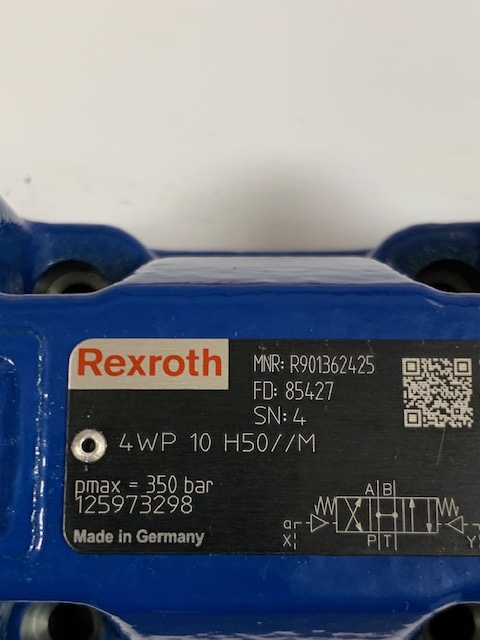 Rexroth
MNR: R901362425
FD: 85427
SN: 4
4WP 10 H50//M
pmax = 350 bar
125973298
Made in Germany
A B
a
X
P T
Y